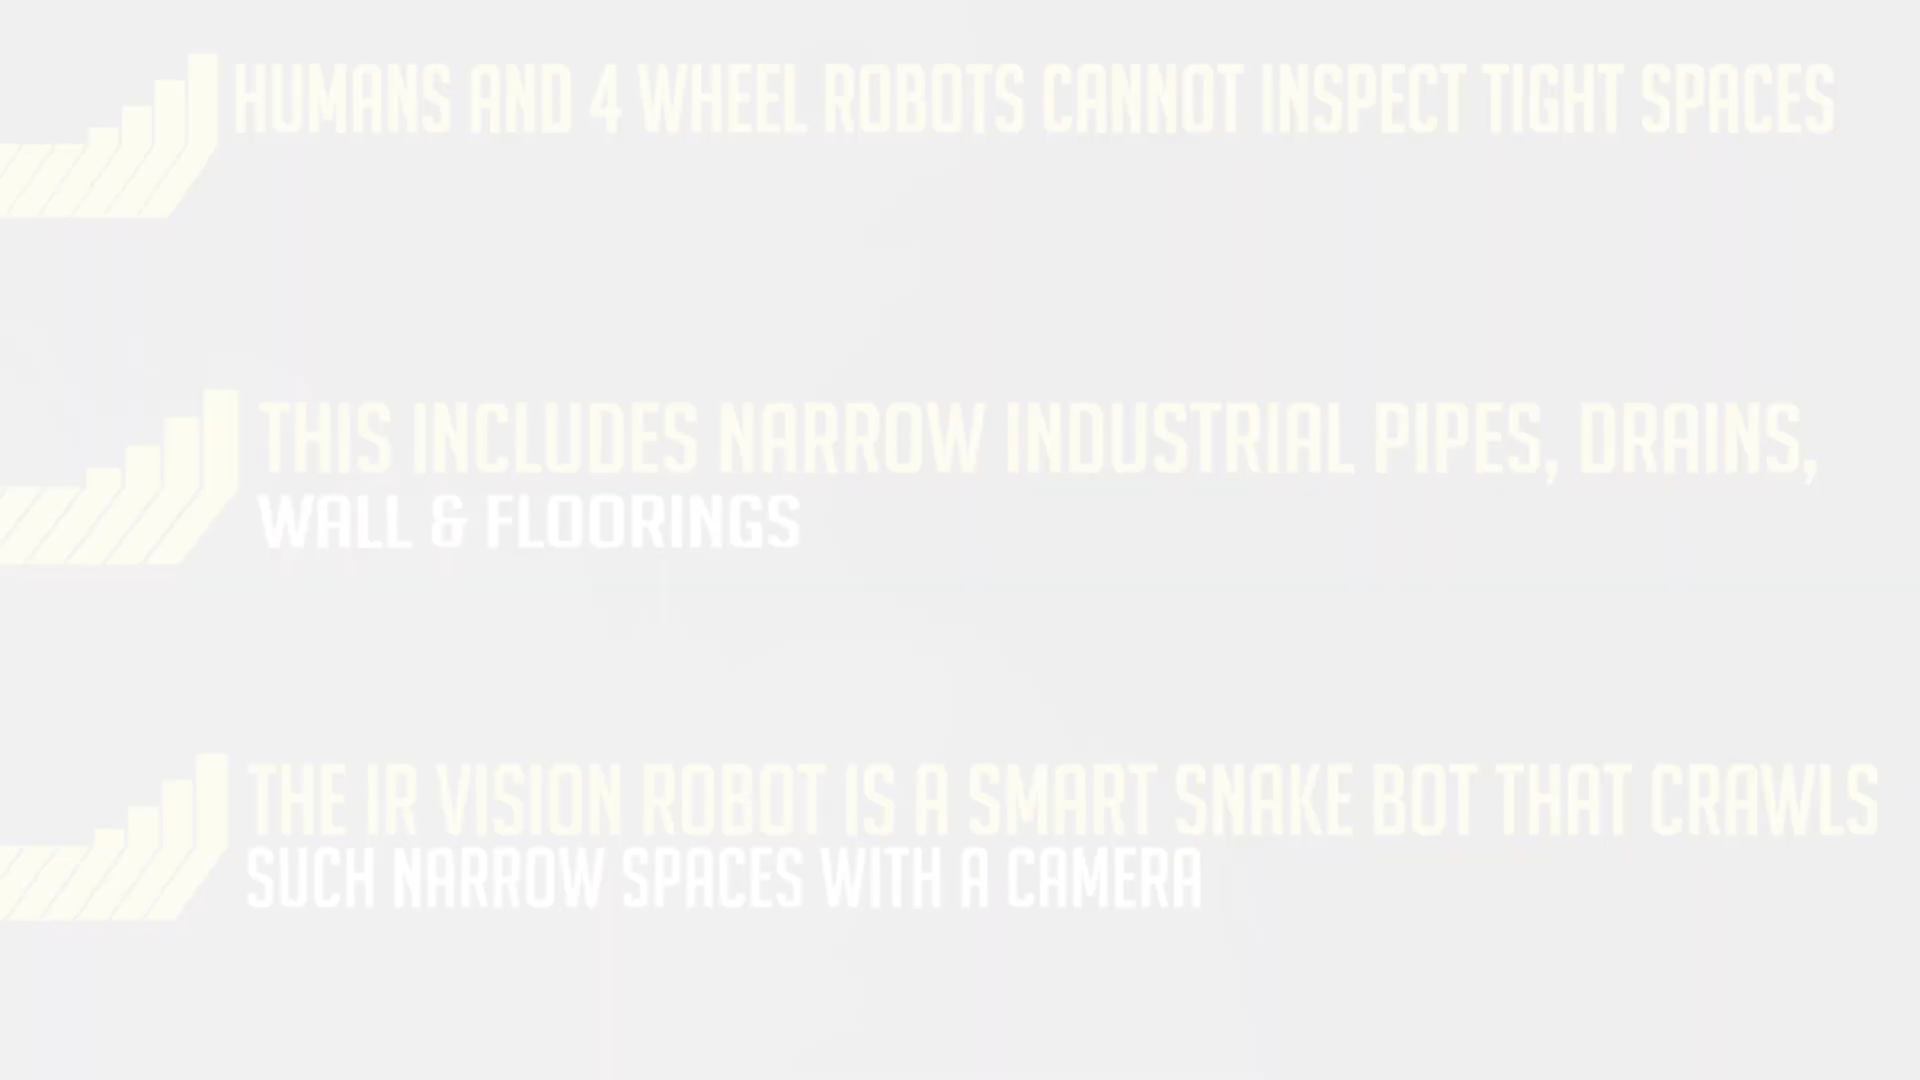 HUMANS AND 4 WHEEL ROBOTS CANNOT INSPECT TIGHT SPACES
THIS INCLUDES NARROW INDUSTRIAL PIPES, DRAINS,
WALL & FLOORINGS
THE IR VISION ROBOT IS A SMART SNAKE BOT THAT CRAWLS
SUCH NARROW SPACES WITH A CAMERA